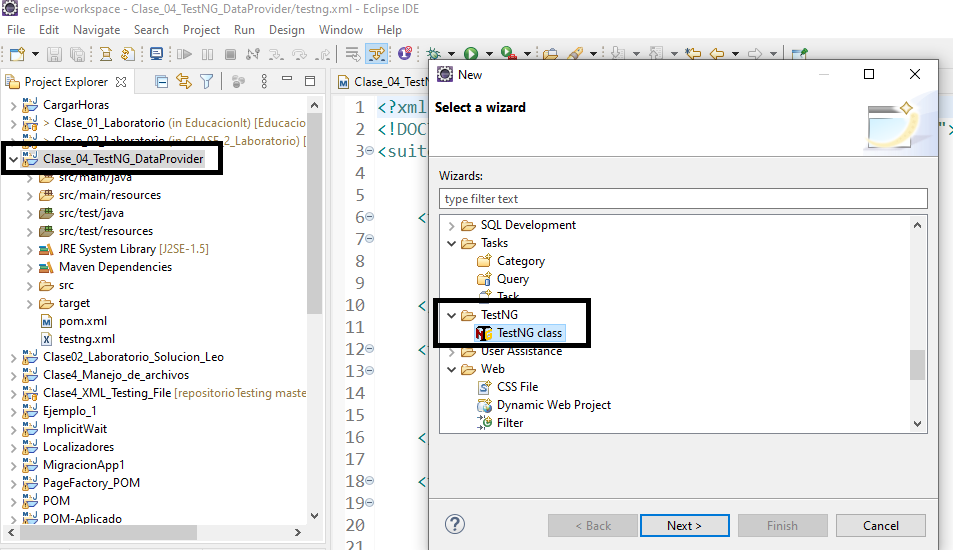 eclipse-workspace - Clase_04_TestNG_DataProvider/testng.xml - Eclipse IDE
File Edit Navigate Search Project Run Design Window Help
Project Explorer
CargarHoras
> Clase_01_Laboratorio (in EducacionIt) [Educacio
> Clase_02_Laboratorio (in CLASE-2_Laboratorio) [
Clase_04_TestNG_DataProvider
src/main/java
src/main/resources
src/test/java
src/test/resources
JRE System Library [J2SE-1.5]
Maven Dependencies
src
target
pom.xml
testng.xml
Clase02_Laboratorio_Solucion_Leo
Clase4_Manejo_de_archivos
Clase4_XML_Testing_File [repositorioTesting maste
Ejemplo_1
ImplicitWait
Localizadores
MigracionApp1
PageFactory_POM
POM
POM-Aplicado
Clase_04_TestN
1 <?xml
2 <!DOC ">
3 <suit
4
5
6 <
7
8
9
10 <
11
12 <
13
14
15
16 <
17
18 <
19
20
21
New
Select a wizard
Wizards:
type filter text
SQL Development
Tasks
Category
Query
Task
TestNG
TestNG class
User Assistance
Web
CSS File
Dynamic Web Project
Filter
?
< Back Next > Finish Cancel